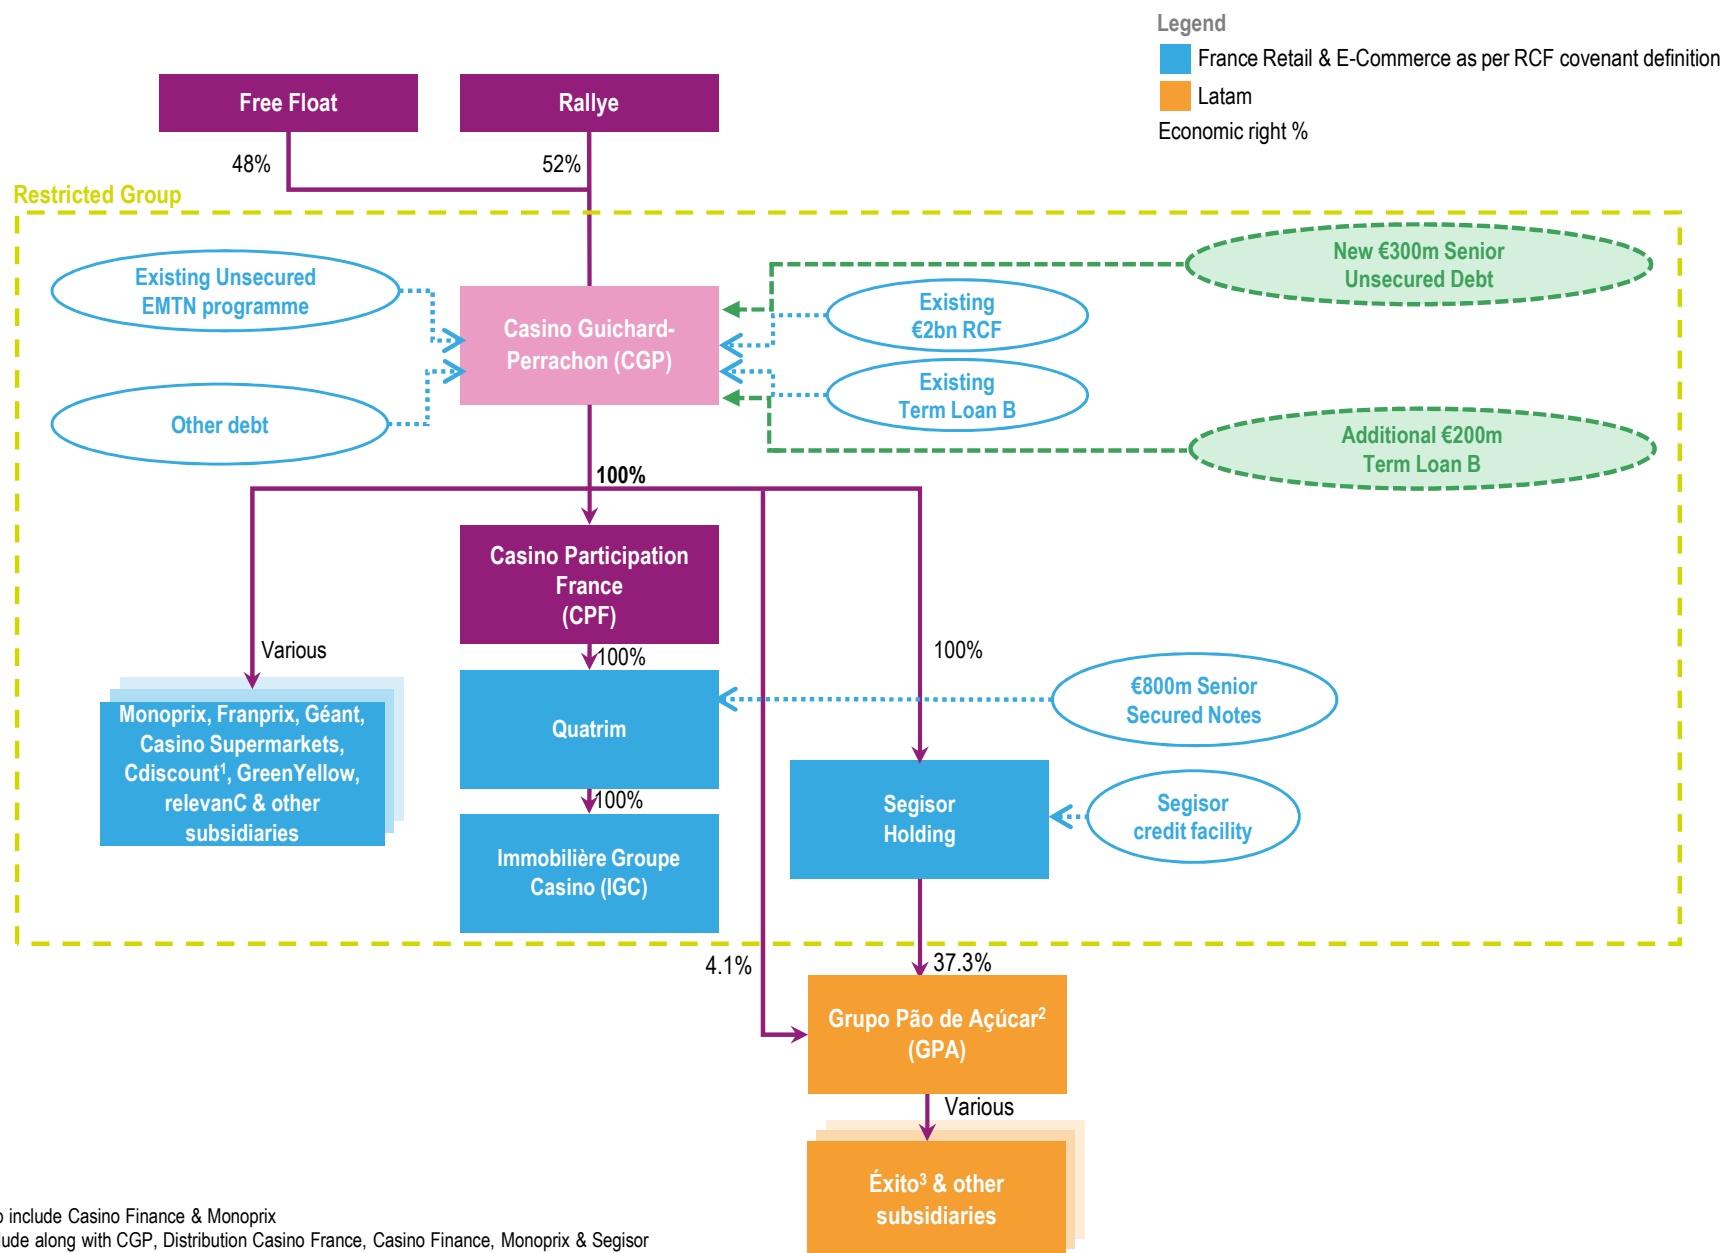 Legend
France Retail & E-Commerce as per RCF covenant definition
Latam
Economic right %
Free Float
Rallye
48%
52%
Restricted Group
Existing Unsecured
EMTN programme
Other debt
Casino Guichard-
Perrachon (CGP)
Existing
€2bn RCF
Existing
Term Loan B
New €300m Senior
Unsecured Debt
Additional €200m
Term Loan B
100%
Casino Participation
France
(CPF)
Various
100%
100%
Monoprix, Franprix, Géant,
Casino Supermarkets,
Cdiscount¹, GreenYellow,
relevanC & other
subsidiaries
Quatrim
€800m Senior
Secured Notes
100%
Immobilière Groupe
Casino (IGC)
Segisor
Holding
Segisor
credit facility
4.1%
37.3%
Grupo Pão de Açúcar²
(GPA)
Various
Éxito³ & other
subsidiaries
include Casino Finance & Monoprix
along with CGP, Distribution Casino France, Casino Finance, Monoprix & Segisor